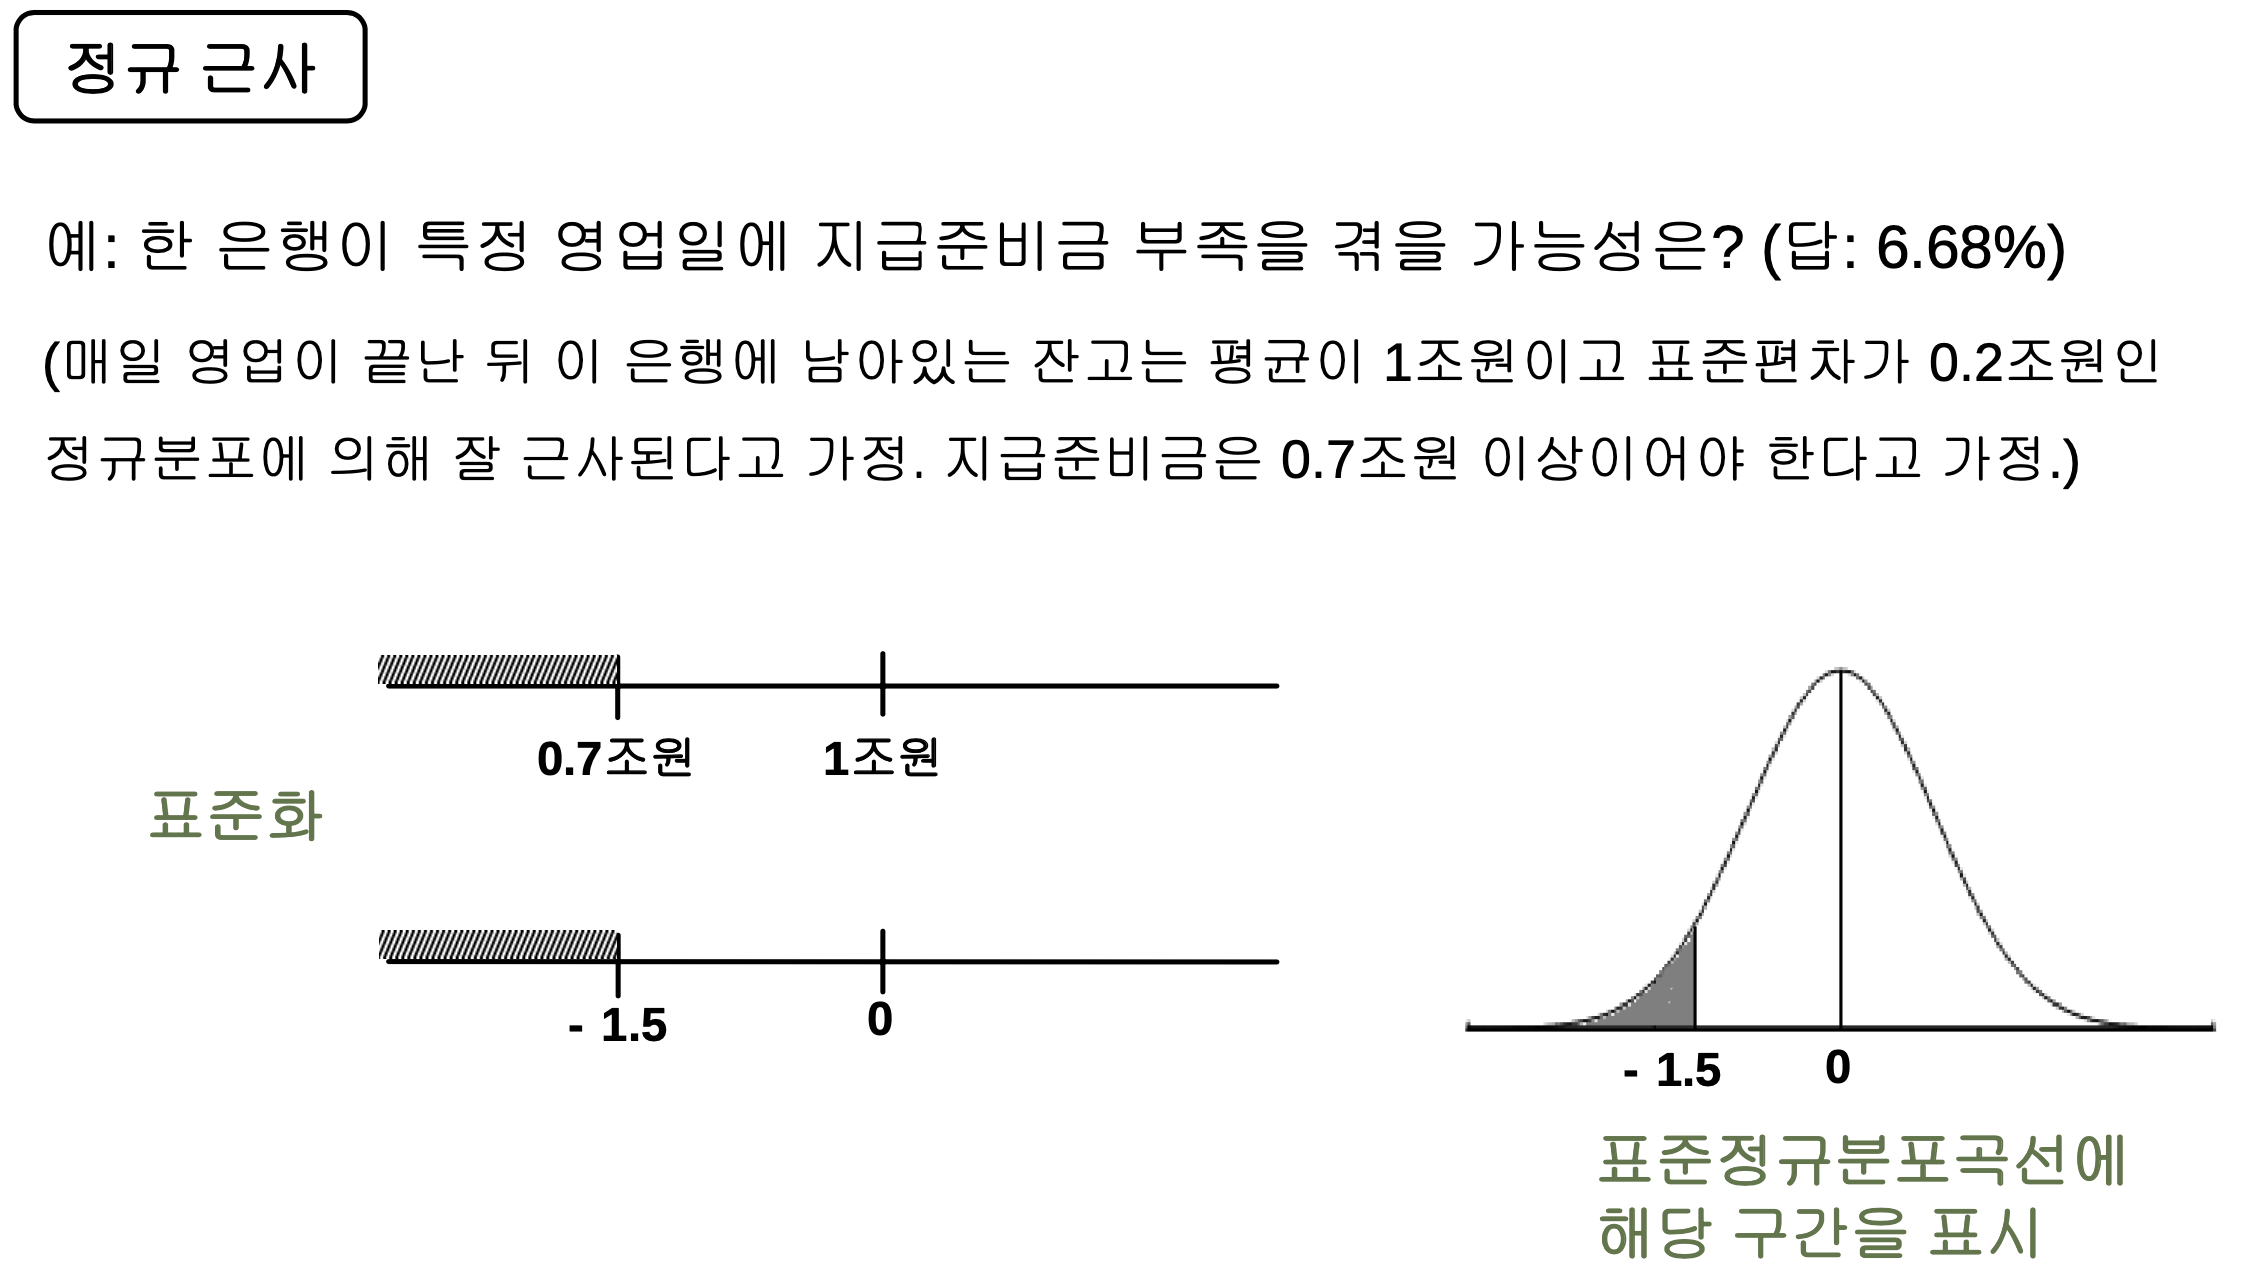 정규 근사
예: 한 은행이 특정 영업일에 지급준비금 부족을 겪을 가능성은? (답: 6.68%)
(매일 영업이 끝난 뒤 이 은행에 남아있는 잔고는 평균이 1조원이고 표준편차가 0.2조원인
정규분포에 의해 잘 근사된다고 가정. 지급준비금은 0.7조원 이상이어야 한다고 가정.)
0.7조원 1조원
표준화
- 1.5 0
- 1.5 0
표준정규분포곡선에
해당 구간을 표시